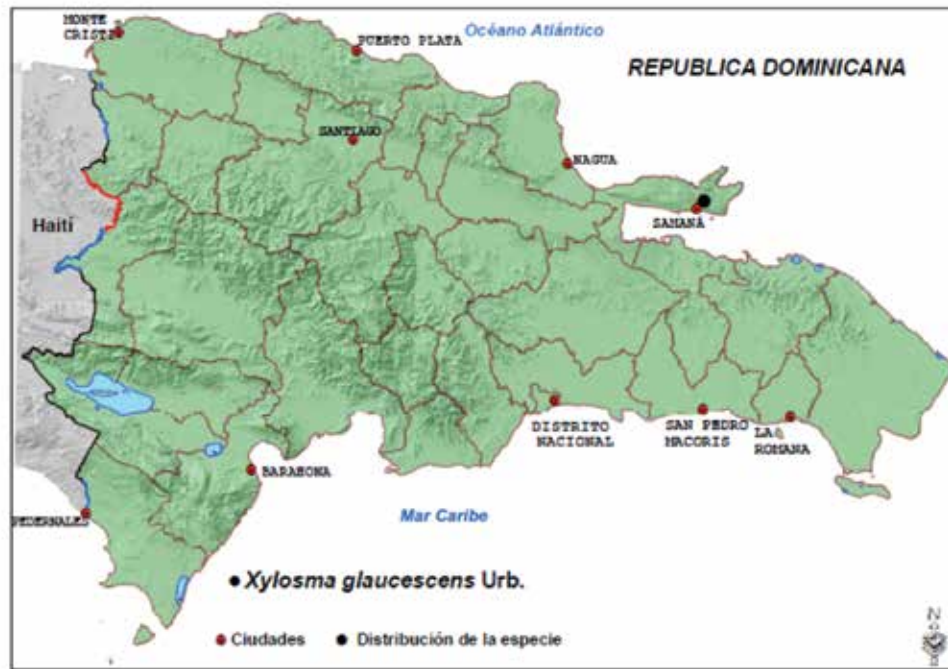 MONTE
CRISTI
Océano Atlántico
PUERTO PLATA
REPUBLICA DOMINICANA
SANTIAGO
NAGUA
SAMANÁ
Haití
DISTRITO
NACIONAL
SAN PEDRO
MACORIS
LA
ROMANA
BARAHONA
PEDERNALES
Mar Caribe
Xylosma glaucescens Urb.
Ciudades
Distribución de la especie